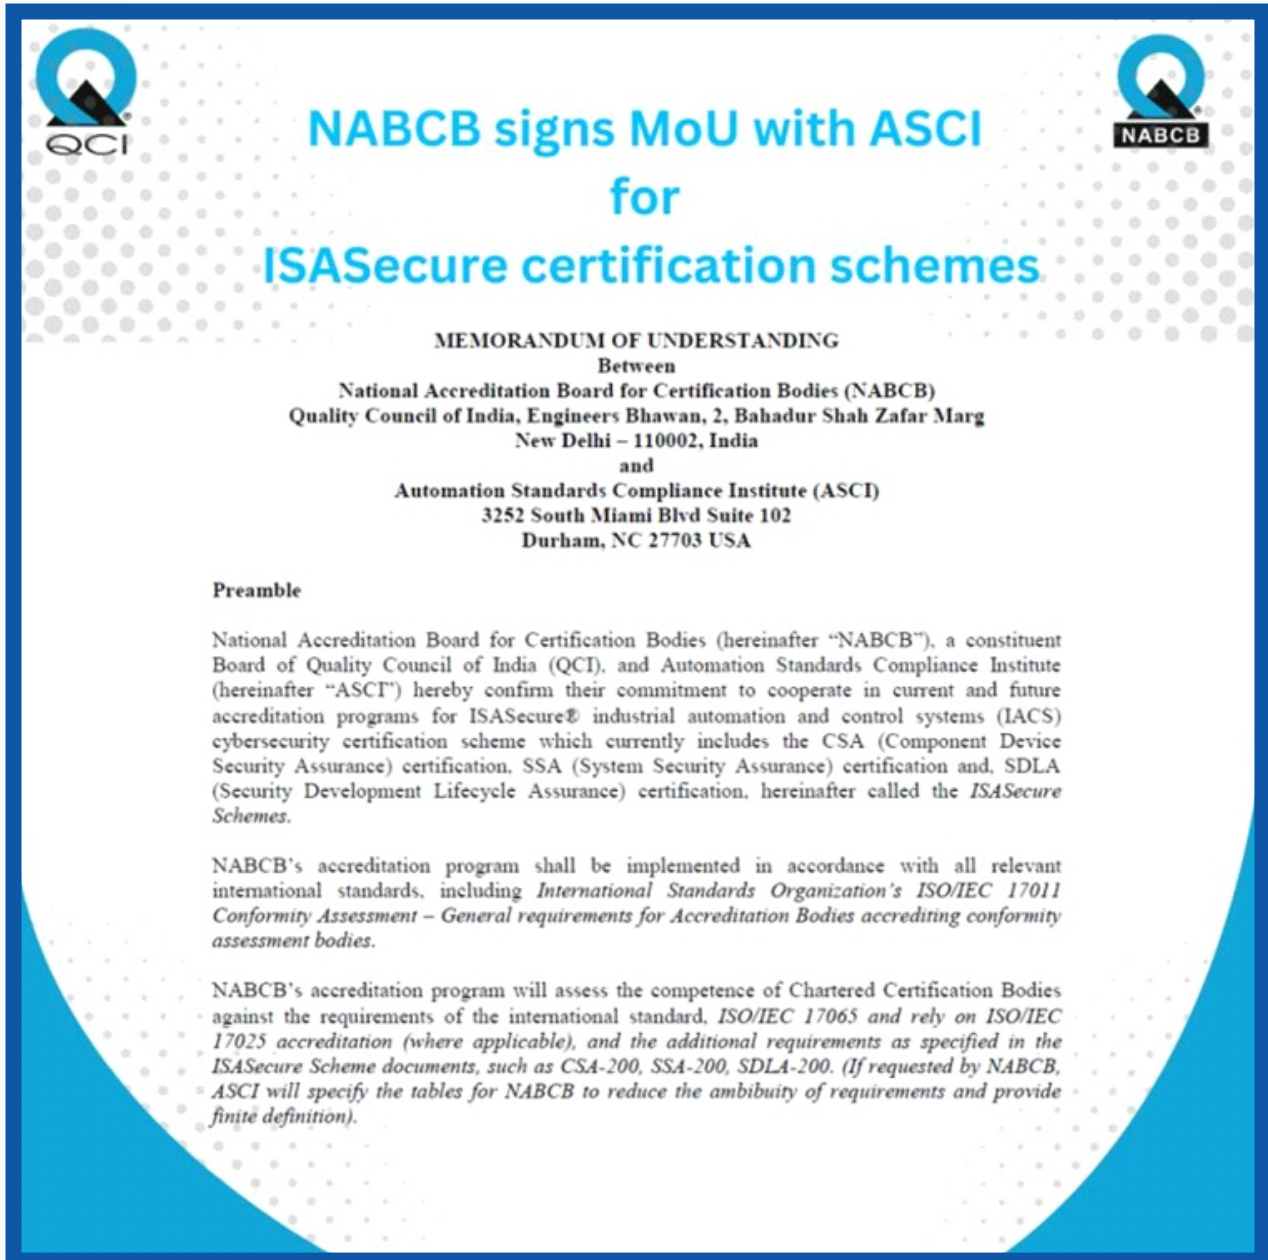 QCI
NABCB
NABCB signs MoU with ASCI
for
ISASecure certification schemes
MEMORANDUM OF UNDERSTANDING
Between
National Accreditation Board for Certification Bodies (NABCB)
Quality Council of India, Engineers Bhawan, 2, Bahadur Shah Zafar Marg
New Delhi – 110002, India
and
Automation Standards Compliance Institute (ASCI)
3252 South Miami Blvd Suite 102
Durham, NC 27703 USA
Preamble
National Accreditation Board for Certification Bodies (hereinafter “NABCB”), a constituent
Board of Quality Council of India (QCI), and Automation Standards Compliance Institute
(hereinafter “ASCI”) hereby confirm their commitment to cooperate in current and future
accreditation programs for ISASecure® industrial automation and control systems (IACS)
cybersecurity certification scheme which currently includes the CSA (Component Device
Security Assurance) certification, SSA (System Security Assurance) certification and, SDLA
(Security Development Lifecycle Assurance) certification, hereinafter called the ISASecure
Schemes.
NABCB’s accreditation program shall be implemented in accordance with all relevant
international standards, including International Standards Organization’s ISO/IEC 17011
Conformity Assessment – General requirements for Accreditation Bodies accrediting conformity
assessment bodies.
NABCB’s accreditation program will assess the competence of Chartered Certification Bodies
against the requirements of the international standard, ISO/IEC 17065 and rely on ISO/IEC
17025 accreditation (where applicable), and the additional requirements as specified in the
ISASecure Scheme documents, such as CSA-200, SSA-200, SDLA-200. (If requested by NABCB,
ASCI will specify the tables for NABCB to reduce the ambibuity of requirements and provide
finite definition).